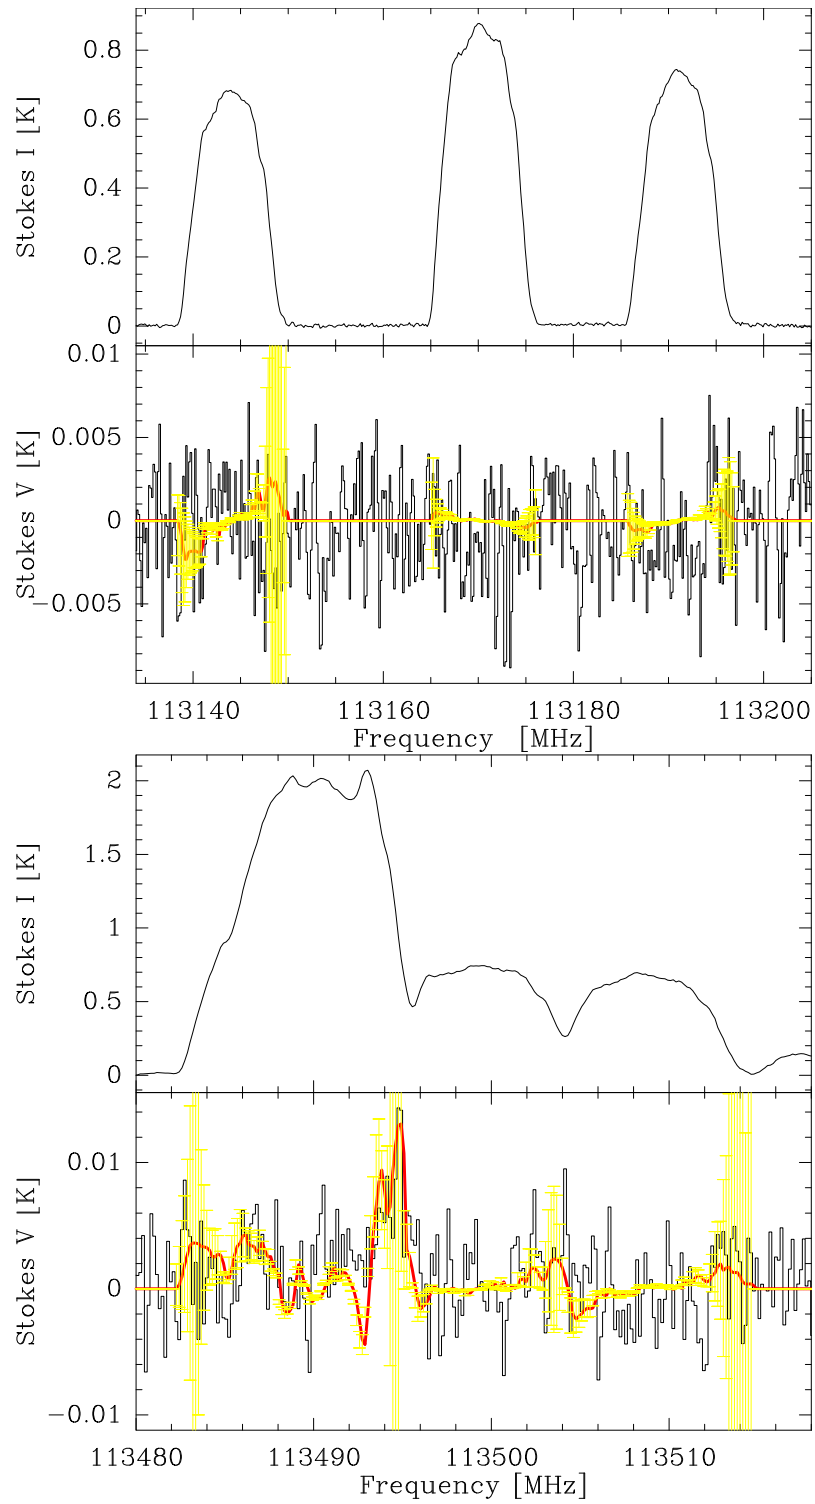 0.8
0.6
0.4
0.2
0
Stokes I [K]
0.01
0.005
0
−0.005
Stokes V [K]
113140 113160 113180 113200
Frequency [MHz]
2
1.5
1
0.5
0
Stokes I [K]
0.01
0
−0.01
Stokes V [K]
113480 113490 113500 113510
Frequency [MHz]